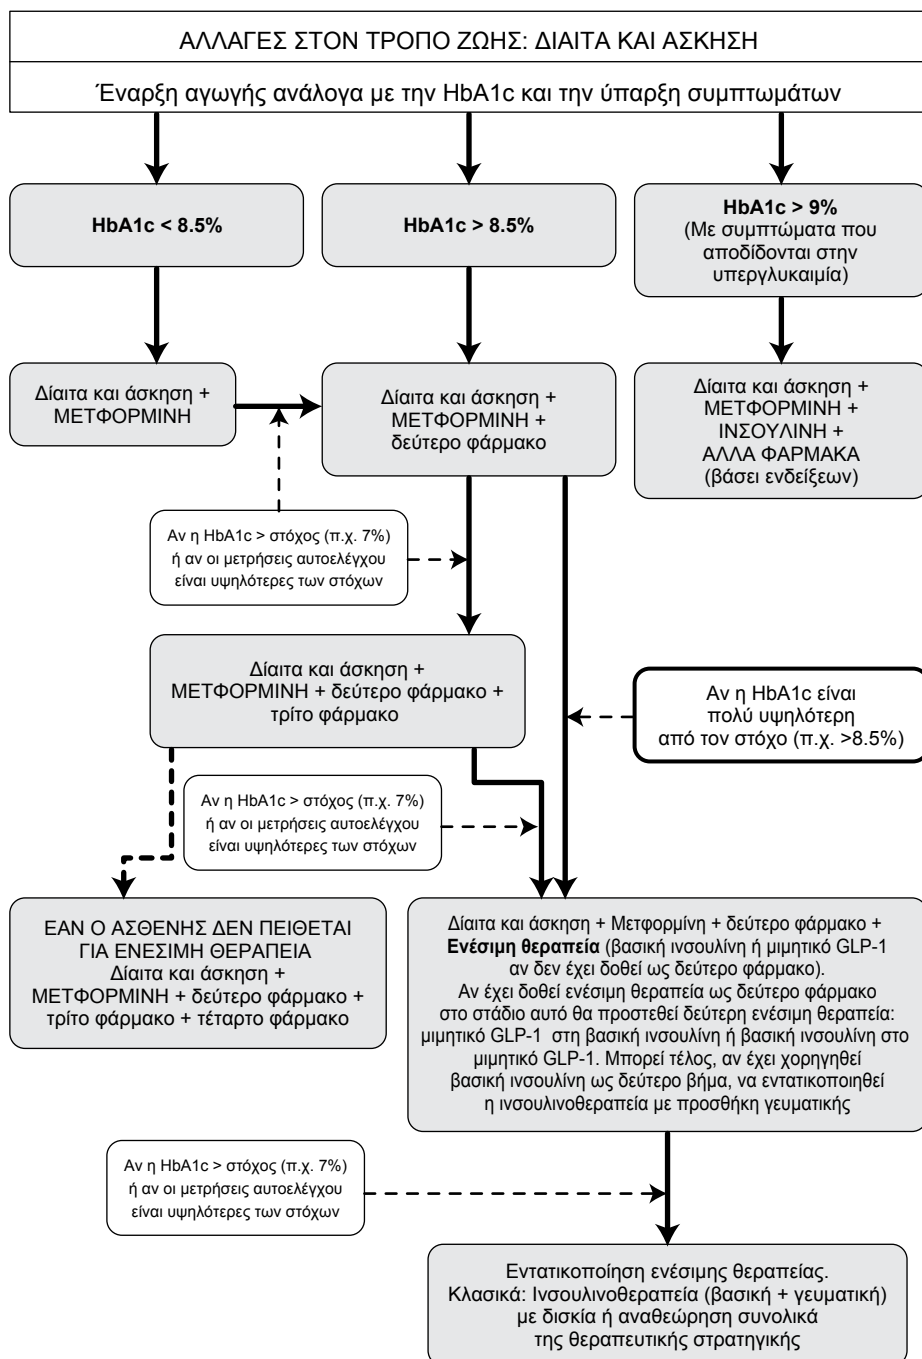 ΑΛΛΑΓΕΣ ΣΤΟΝ ΤΡΟΠΟ ΖΩΗΣ: ΔΙΑΙΤΑ ΚΑΙ ΑΣΚΗΣΗ
Έναρξη αγωγής ανάλογα με την HbA1c και την ύπαρξη συμπτωμάτων
HbA1c < 8.5%
HbA1c > 8.5%
HbA1c > 9%
(Με συμπτώματα που
αποδίδονται στην
υπεργλυκαιμία)
Δίαιτα και άσκηση +
ΜΕΤΦΟΡΜΙΝΗ
Δίαιτα και άσκηση +
ΜΕΤΦΟΡΜΙΝΗ +
δεύτερο φάρμακο
Δίαιτα και άσκηση +
ΜΕΤΦΟΡΜΙΝΗ +
ΙΝΣΟΥΛΙΝΗ +
ΑΛΛΑ ΦΑΡΜΑΚΑ
(βάσει ενδείξεων)
Αν η HbA1c > στόχος (π.χ. 7%)
ή αν οι μετρήσεις αυτοελέγχου
είναι υψηλότερες των στόχων
Δίαιτα και άσκηση +
ΜΕΤΦΟΡΜΙΝΗ + δεύτερο φάρμακο +
τρίτο φάρμακο
Αν η HbA1c είναι
πολύ υψηλότερη
από τον στόχο (π.χ. >8.5%)
Αν η HbA1c > στόχος (π.χ. 7%)
ή αν οι μετρήσεις αυτοελέγχου
είναι υψηλότερες των στόχων
ΕΑΝ Ο ΑΣΘΕΝΗΣ ΔΕΝ ΠΕΙΘΕΤΑΙ
ΓΙΑ ΕΝΕΣΙΜΗ ΘΕΡΑΠΕΙΑ
Δίαιτα και άσκηση +
ΜΕΤΦΟΡΜΙΝΗ + δεύτερο φάρμακο +
τρίτο φάρμακο + τέταρτο φάρμακο
Δίαιτα και άσκηση + Μετφορμίνη + δεύτερο φάρμακο +
Ενέσιμη θεραπεία (βασική ινσουλίνη ή μιμητικό GLP-1
αν δεν έχει δοθεί ως δεύτερο φάρμακο).
Αν έχει δοθεί ενέσιμη θεραπεία ως δεύτερο φάρμακο
στο στάδιο αυτό θα προστεθεί δεύτερη ενέσιμη θεραπεία:
μιμητικό GLP-1 στη βασική ινσουλίνη ή βασική ινσουλίνη στο
μιμητικό GLP-1. Μπορεί τέλος, αν έχει χορηγηθεί
βασική ινσουλίνη ως δεύτερο βήμα, να εντατικοποιηθεί
η ινσουλινοθεραπεία με προσθήκη γευματικής
Αν η HbA1c > στόχος (π.χ. 7%)
ή αν οι μετρήσεις αυτοελέγχου
είναι υψηλότερες των στόχων
Εντατικοποίηση ενέσιμης θεραπείας.
Κλασικά: Ινσουλινοθεραπεία (βασική + γευματική)
με δισκία ή αναθεώρηση συνολικά
της θεραπευτικής στρατηγικής